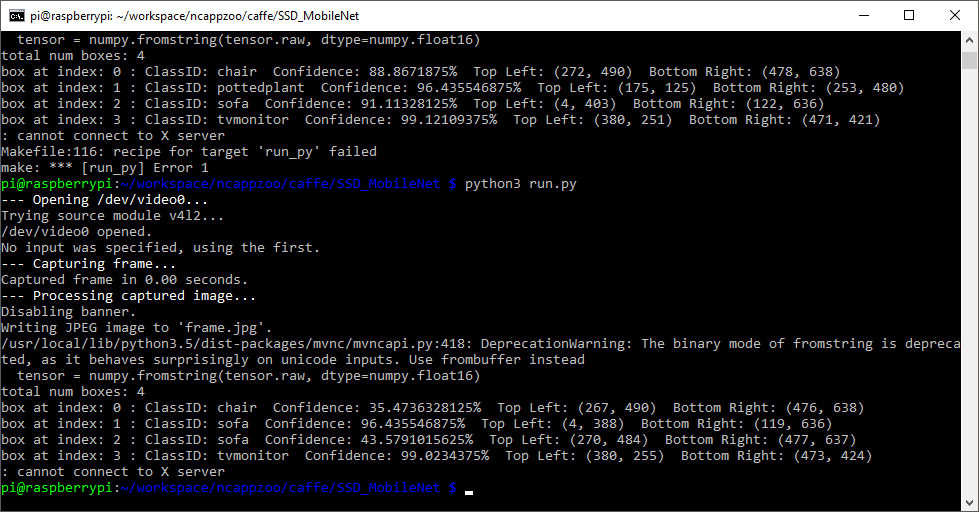 pi@raspberrypi: ~/workspace/ncappzoo/caffe/SSD_MobileNet
  tensor = numpy.fromstring(tensor.raw, dtype=numpy.float16)
total num boxes: 4
box at index: 0 : ClassID: chair  Confidence: 88.8671875%  Top Left: (272, 490)  Bottom Right: (478, 638)
box at index: 1 : ClassID: pottedplant  Confidence: 96.435546875%  Top Left: (175, 125)  Bottom Right: (253, 480)
box at index: 2 : ClassID: sofa  Confidence: 91.11328125%  Top Left: (4, 403)  Bottom Right: (122, 636)
box at index: 3 : ClassID: tvmonitor  Confidence: 99.12109375%  Top Left: (380, 251)  Bottom Right: (471, 421)
: cannot connect to X server
Makefile:116: recipe for target 'run_py' failed
make: *** [run_py] Error 1
pi@raspberrypi:~/workspace/ncappzoo/caffe/SSD_MobileNet $ python3 run.py
--- Opening /dev/video0...
Trying source module v4l2...
/dev/video0 opened.
No input was specified, using the first.
--- Capturing frame...
Captured frame in 0.00 seconds.
--- Processing captured image...
Disabling banner.
Writing JPEG image to 'frame.jpg'.
/usr/local/lib/python3.5/dist-packages/mvnc/mvncapi.py:418: DeprecationWarning: The binary mode of fromstring is depreca
ted, as it behaves surprisingly on unicode inputs. Use frombuffer instead
  tensor = numpy.fromstring(tensor.raw, dtype=numpy.float16)
total num boxes: 4
box at index: 0 : ClassID: chair  Confidence: 35.4736328125%  Top Left: (267, 490)  Bottom Right: (476, 638)
box at index: 1 : ClassID: sofa  Confidence: 96.435546875%  Top Left: (4, 388)  Bottom Right: (119, 636)
box at index: 2 : ClassID: sofa  Confidence: 43.5791015625%  Top Left: (270, 484)  Bottom Right: (477, 637)
box at index: 3 : ClassID: tvmonitor  Confidence: 99.0234375%  Top Left: (380, 255)  Bottom Right: (473, 424)
: cannot connect to X server
pi@raspberrypi:~/workspace/ncappzoo/caffe/SSD_MobileNet $